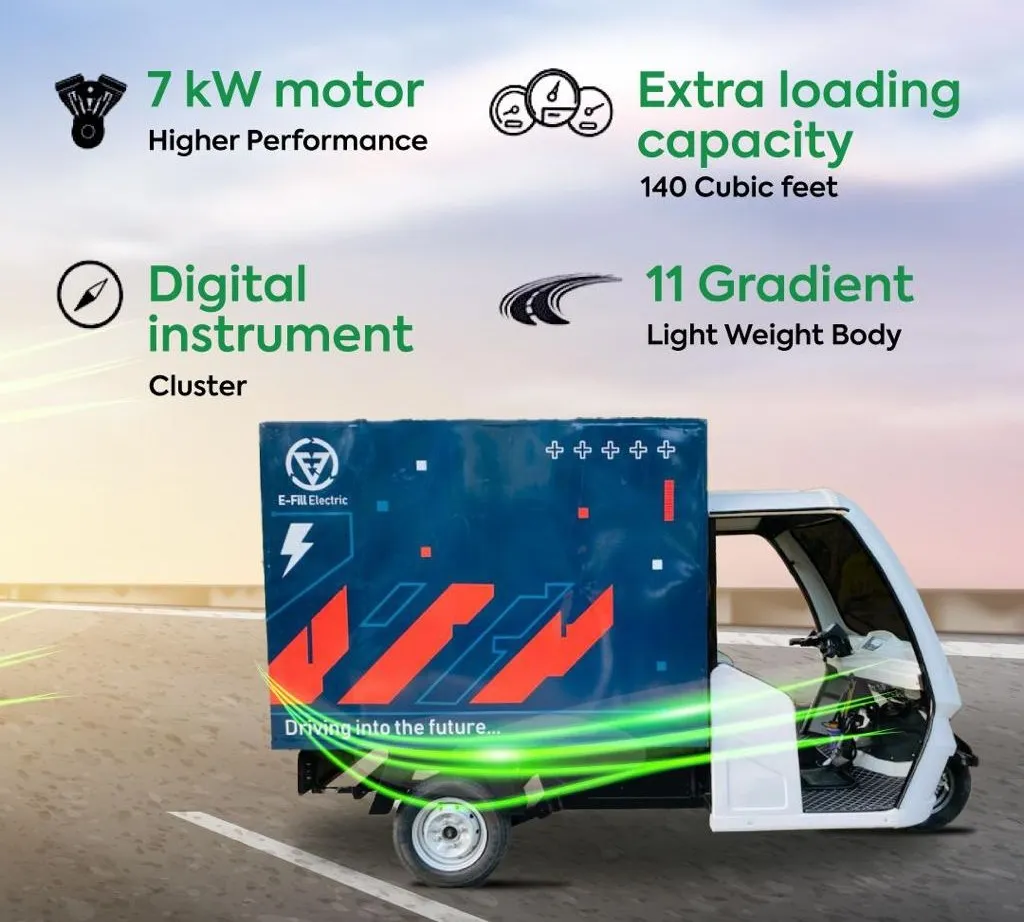 7 kW motor
Higher Performance
Extra loading
capacity
140 Cubic feet
Digital
instrument
Cluster
11 Gradient
Light Weight Body
E-Fill Electric
Driving into the future...